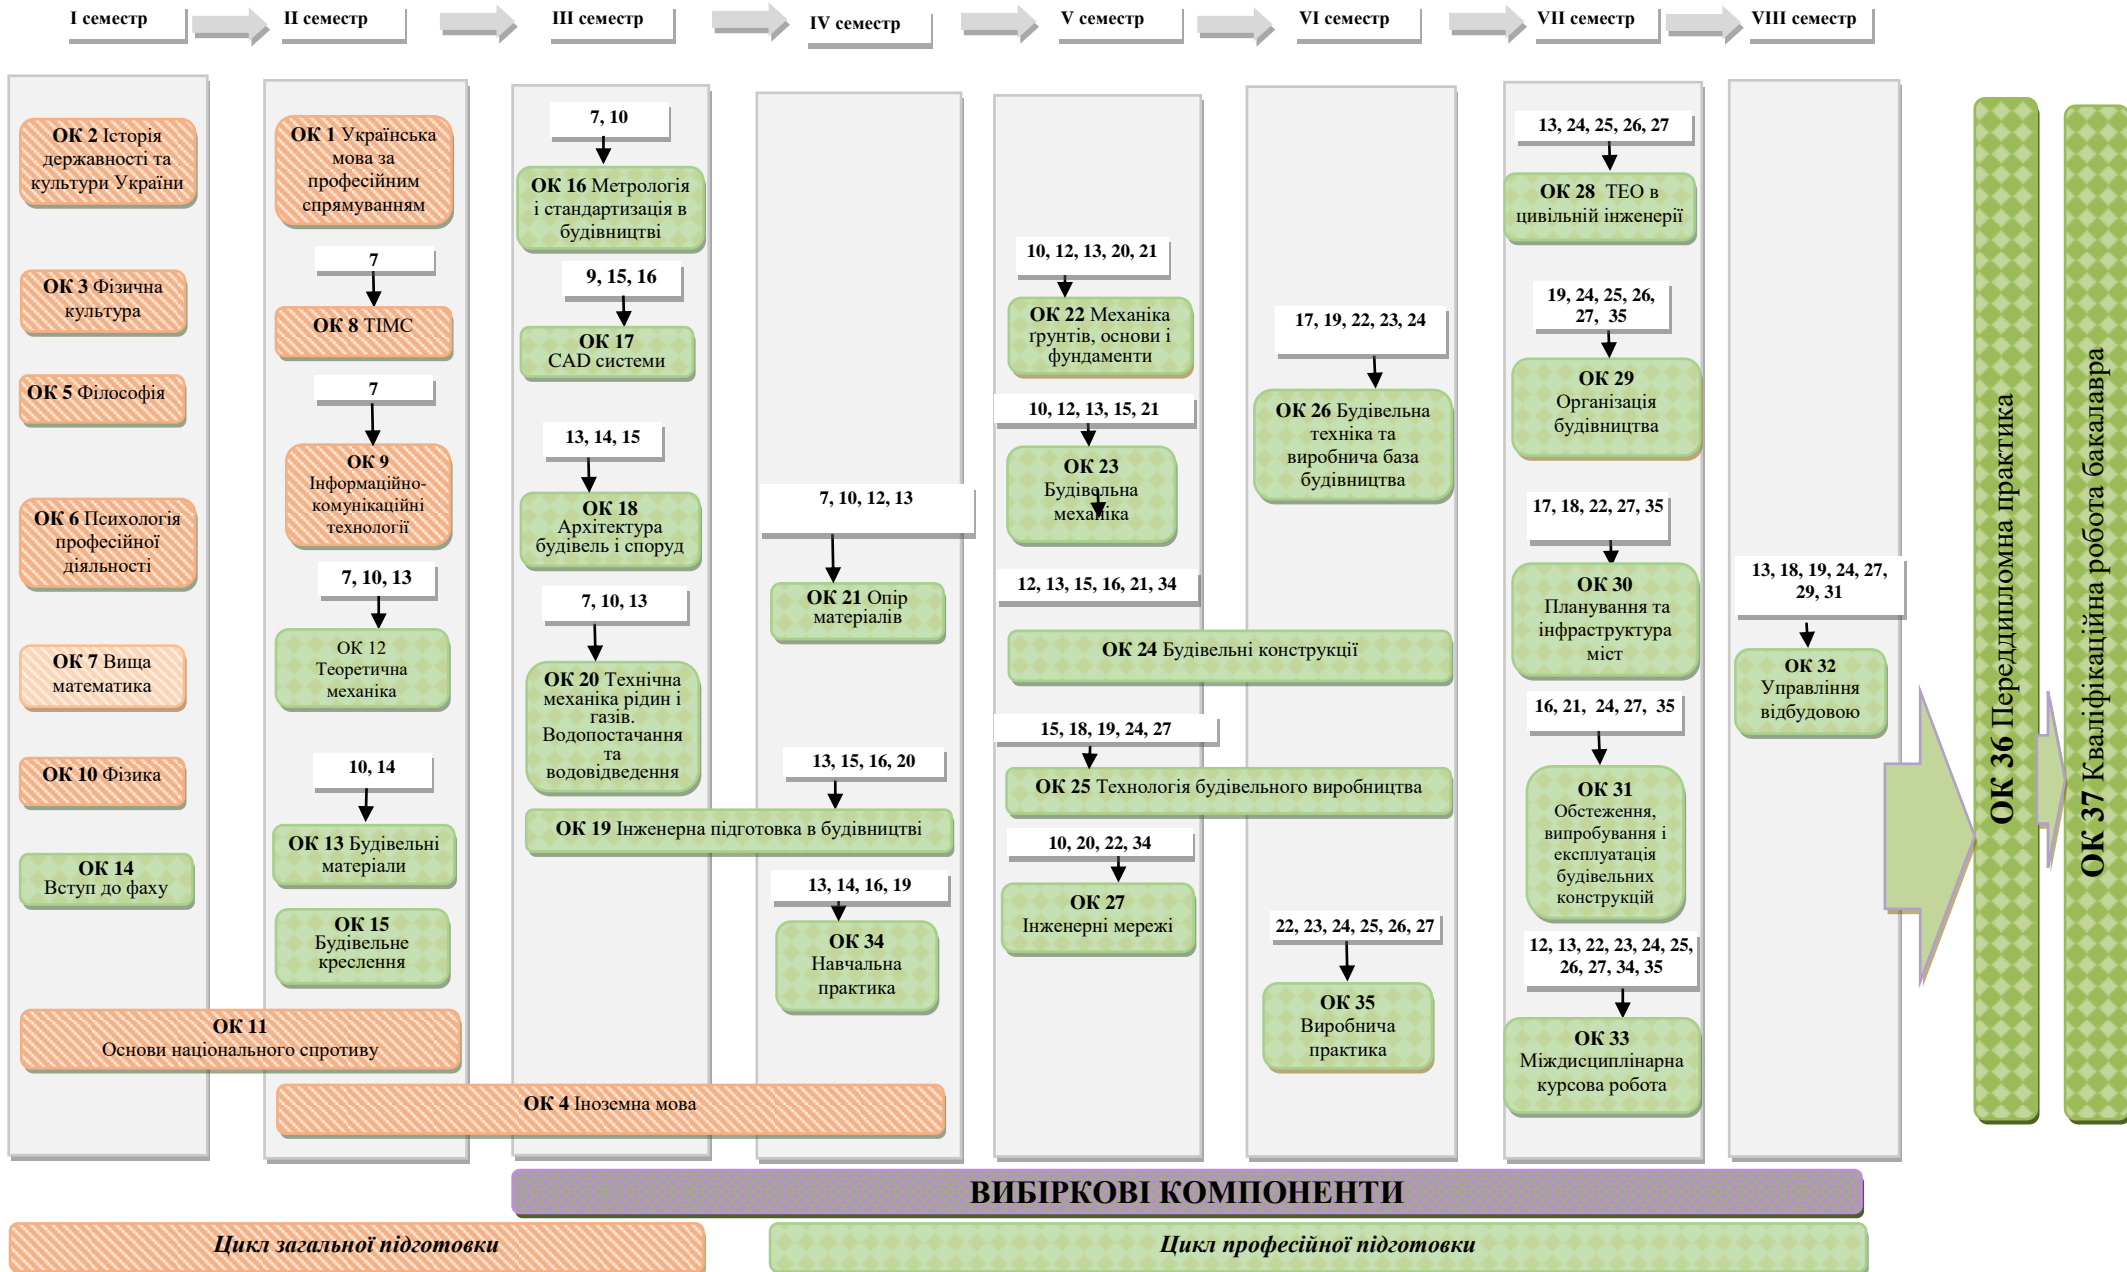 I семестр
II семестр
III семестр
IV семестр
V семестр
VI семестр
VII семестр
VIII семестр
ОК 2 Історія
державності та
культури України
ОК 3 Фізична
культура
ОК 5 Філософія
ОК 6 Психологія
професійної
діяльності
ОК 7 Вища
математика
ОК 10 Фізика
ОК 14
Вступ до фаху
ОК 11
Основи національного спротиву
ОК 1 Українська
мова за
професійним
спрямуванням
7
ОК 8 ТІМС
7
ОК 9
Інформаційно-
комунікаційні
технології
7, 10, 13
ОК 12
Теоретична
механіка
10, 14
ОК 13 Будівельні
матеріали
ОК 15
Будівельне
креслення
ОК 4 Іноземна мова
7, 10
ОК 16 Метрологія
і стандартизація в
будівництві
9, 15, 16
ОК 17
CAD системи
13, 14, 15
ОК 18
Архітектура
будівель і споруд
7, 10, 13
ОК 20 Технічна
механіка рідин і
газів.
Водопостачання
та
водовідведення
ОК 19 Інженерна підготовка в будівництві
7, 10, 12, 13
ОК 21 Опір
матеріалів
13, 15, 16, 20
13, 14, 16, 19
ОК 34
Навчальна
практика
10, 12, 13, 20, 21
ОК 22 Механіка
ґрунтів, основи і
фундаменти
10, 12, 13, 15, 21
ОК 23
Будівельна
механіка
12, 13, 15, 16, 21, 34
ОК 24 Будівельні конструкції
15, 18, 19, 24, 27
ОК 25 Технологія будівельного виробництва
10, 20, 22, 34
ОК 27
Інженерні мережі
17, 19, 22, 23, 24
ОК 26 Будівельна
техніка та
виробнича база
будівництва
22, 23, 24, 25, 26, 27
ОК 35
Виробнича
практика
13, 24, 25, 26, 27
ОК 28 ТЕО в
цивільній інженерії
19, 24, 25, 26,
27, 35
ОК 29
Організація
будівництва
17, 18, 22, 27, 35
ОК 30
Планування та
інфраструктура
міст
16, 21, 24, 27, 35
ОК 31
Обстеження,
випробування і
експлуатація
будівельних
конструкцій
12, 13, 22, 23, 24, 25,
26, 27, 34, 35
ОК 33
Міждисциплінарна
курсова робота
13, 18, 19, 24, 27,
29, 31
ОК 32
Управління
відбудовою
ОК 36 Переддипломна практика
ОК 37 Кваліфікаційна робота бакалавра
ВИБІРКОВІ КОМПОНЕНТИ
Цикл загальної підготовки
Цикл професійної підготовки